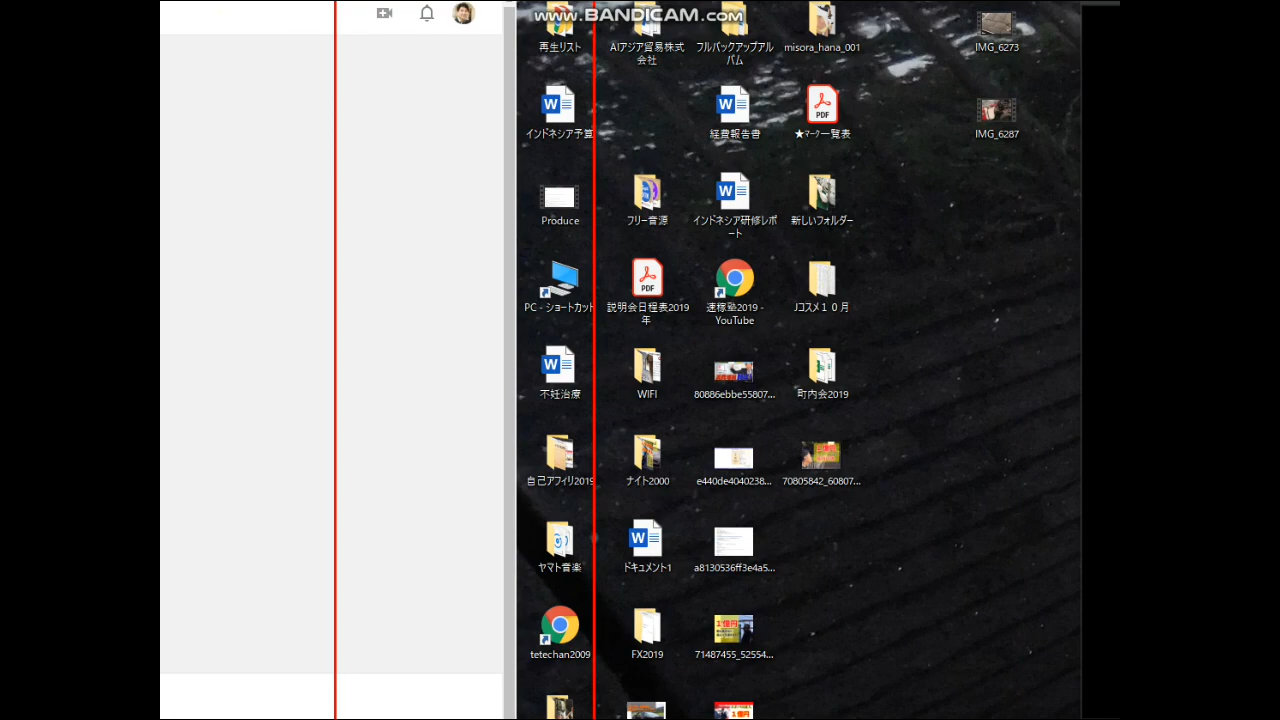 www.BANDICAM.com
再生リスト
AIアジア貿易株式
会社
フルバックアップアル
バム
misora_hana_001
IMG_6273
インドネシア予算
経費報告書
★ﾏｰｸ一覧表
IMG_6287
Produce
フリー音源
インドネシア研修レポ
ート
新しいフォルダー
PC - ショートカット
説明会日程表2019
年
速稼塾2019 -
YouTube
Jコスメ１０月
不妊治療
WIFI
80886ebbe55807...
町内会2019
自己アフィリ2019
ナイト2000
e440de4040238...
70805842_60807...
ヤマト音楽
ドキュメント1
a8130536ff3e4a5...
tetechan2009
FX2019
71487455_52554...
1億円
PDF
PDF